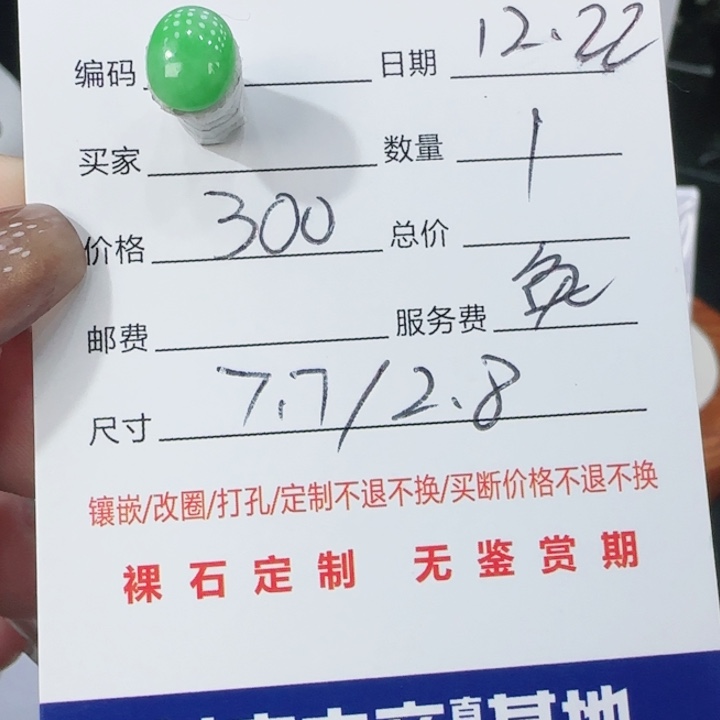 编码 日期 12.22
买家 数量 1
价格 300 总价
邮费 服务费 免
尺寸 7.7/2.8
镶嵌/改圈/打孔/定制不退不换/买断价格不退不换
裸石定制 无鉴赏期
基地